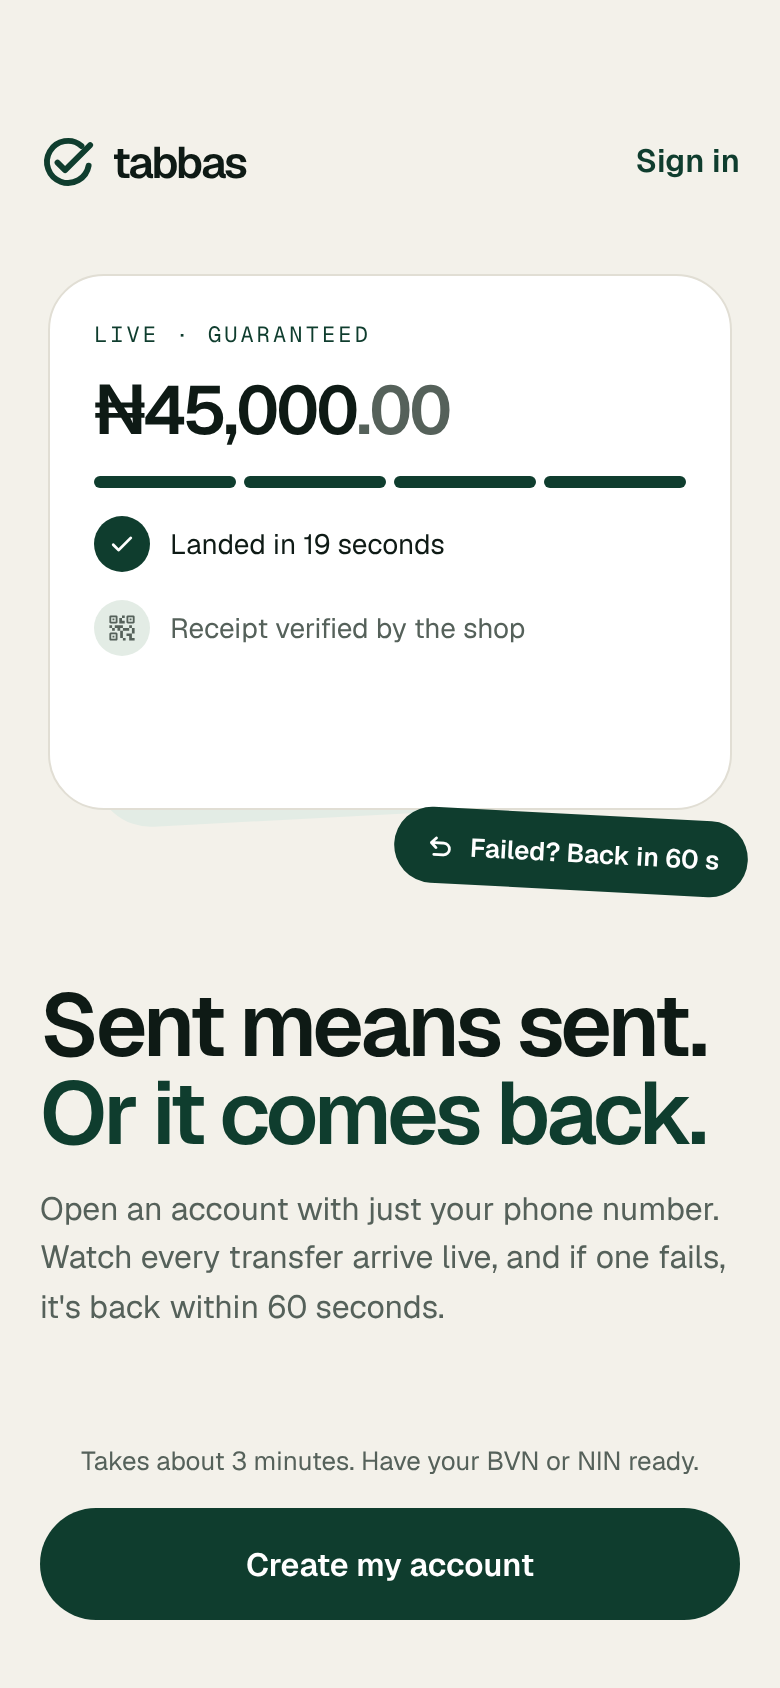 tabbas
Sign in
LIVE · GUARANTEED
₦45,000.00
Landed in 19 seconds
Receipt verified by the shop
Failed? Back in 60 s
Sent means sent.
Or it comes back.
Open an account with just your phone number.
Watch every transfer arrive live, and if one fails,
it's back within 60 seconds.
Takes about 3 minutes. Have your BVN or NIN ready.
Create my account